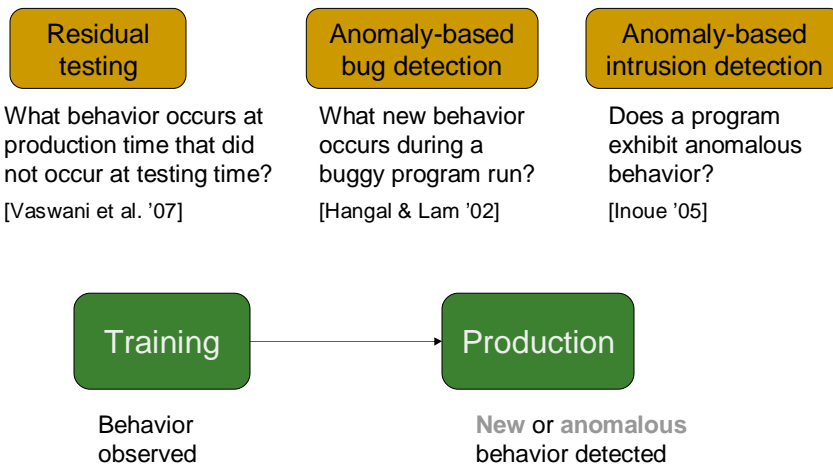 Residual
testing
What behavior occurs at
production time that did
not occur at testing time?
[Vaswani et al. ’07]
Anomaly-based
bug detection
What new behavior
occurs during a
buggy program run?
[Hangal & Lam ’02]
Anomaly-based
intrusion detection
Does a program
exhibit anomalous
behavior?
[Inoue ’05]
Training
Behavior
observed
Production
New or anomalous
behavior detected